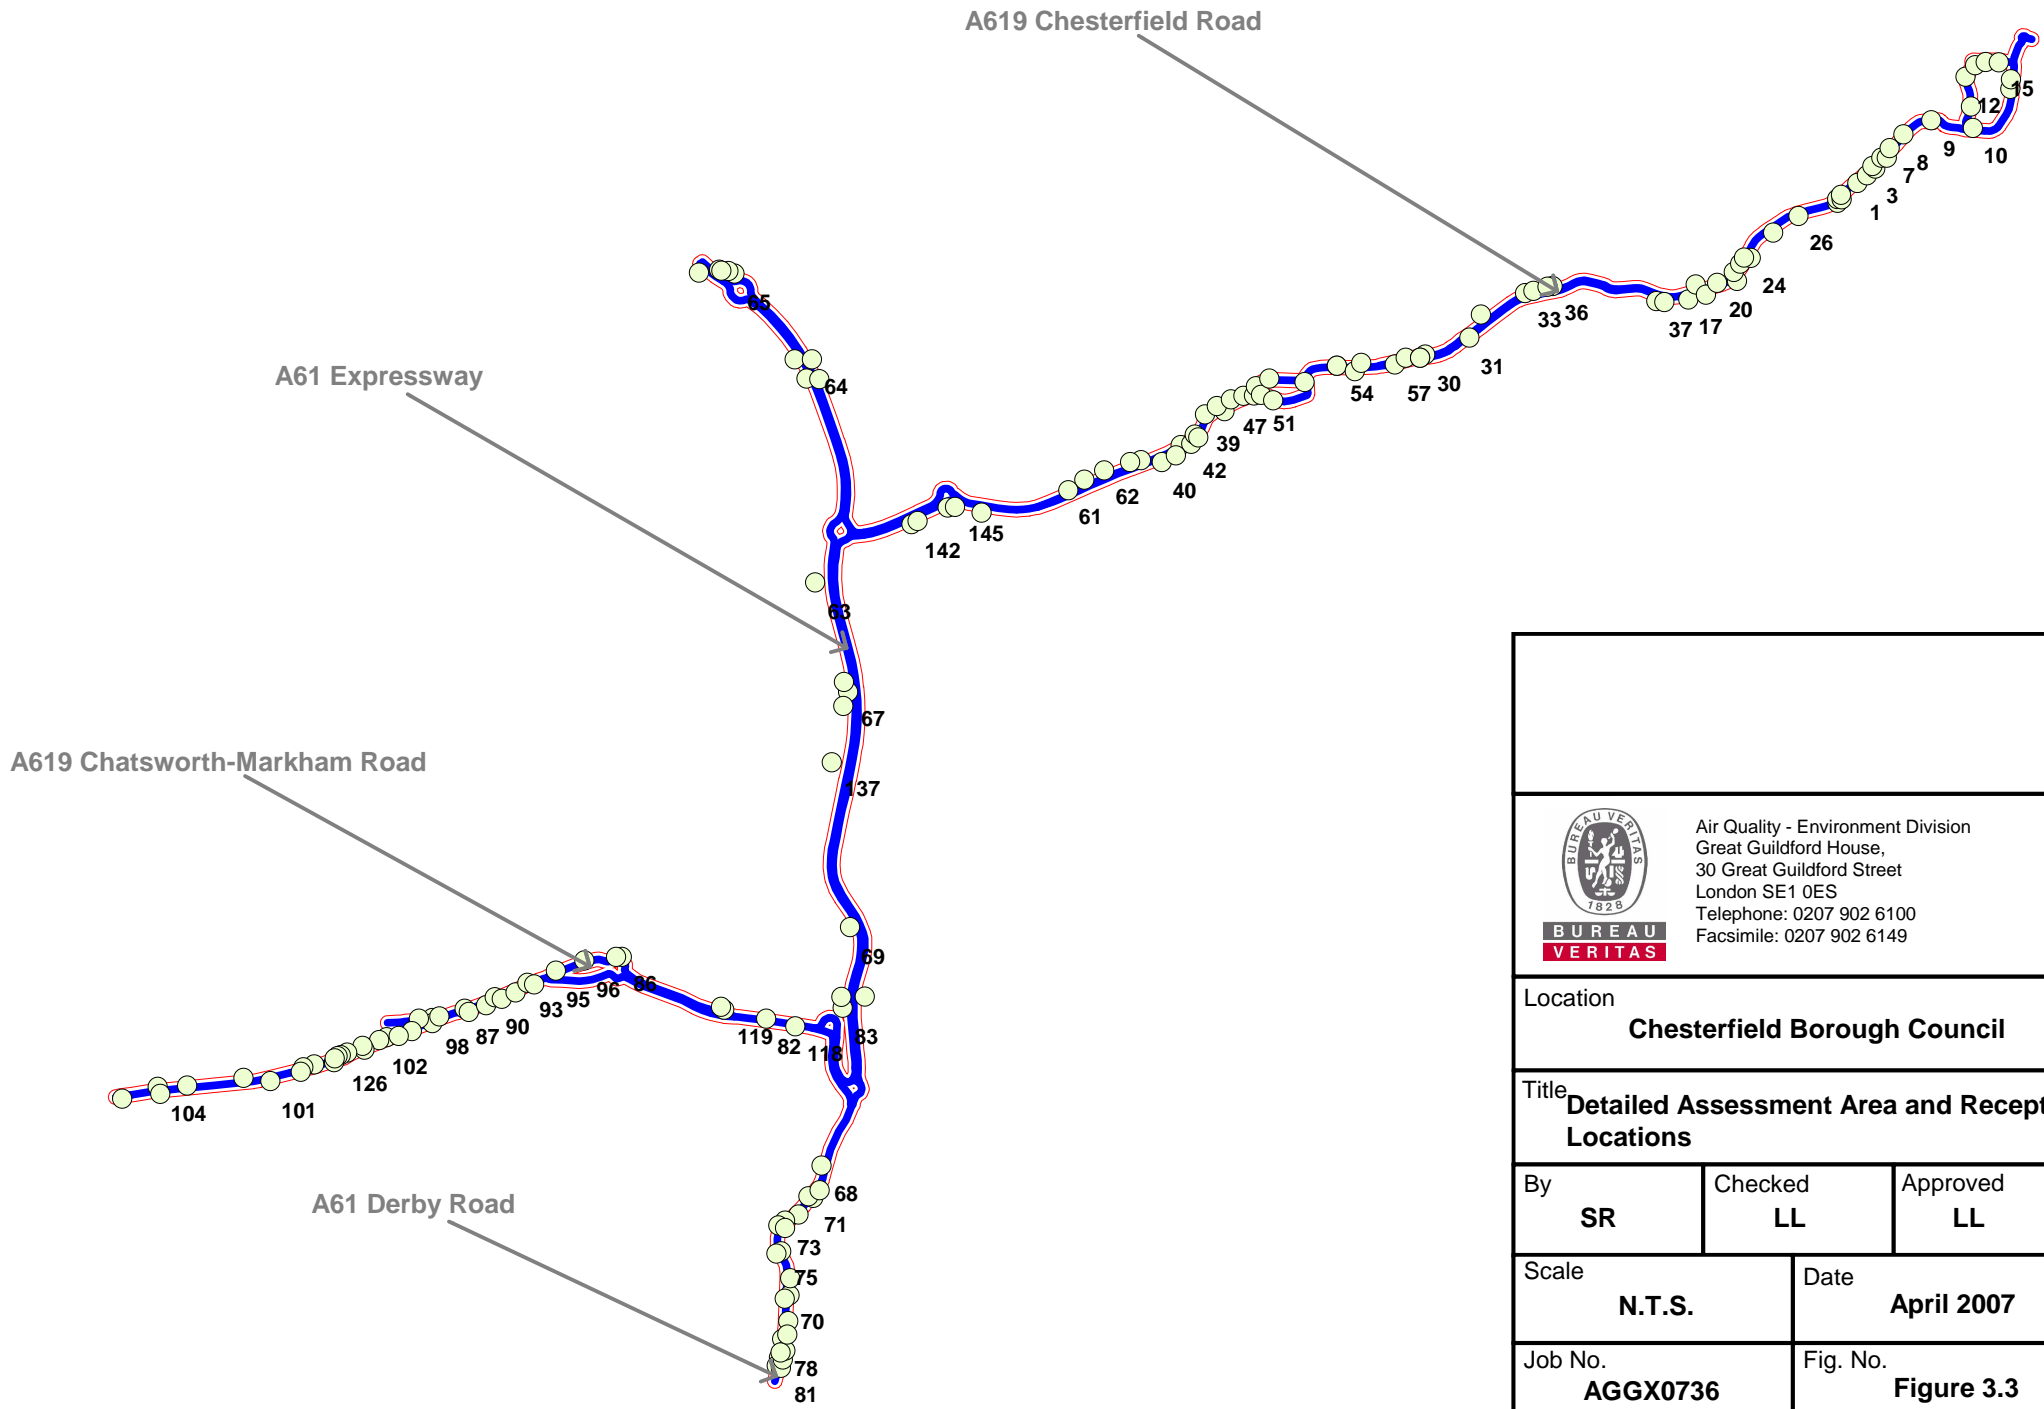 A619 Chesterfield Road
15
12
9
10
8
7
3
1
26
24
20
17
37
36
33
31
30
57
54
51
47
39
42
40
62
61
145
142
65
64
A61 Expressway
63
67
137
A619 Chatsworth-Markham Road
69
86
96
95
93
90
87
98
102
126
101
104
119
82
118
83
68
71
73
75
70
78
81
A61 Derby Road
BUREAU VERITAS
1828
BUREAU
VERITAS
Air Quality - Environment Division
Great Guildford House,
30 Great Guildford Street
London SE1 0ES
Telephone: 0207 902 6100
Facsimile: 0207 902 6149
Location
Chesterfield Borough Council
Title
Detailed Assessment Area and Recept
Locations
By
SR
Checked
LL
Approved
LL
Scale
N.T.S.
Date
April 2007
Job No.
AGGX0736
Fig. No.
Figure 3.3